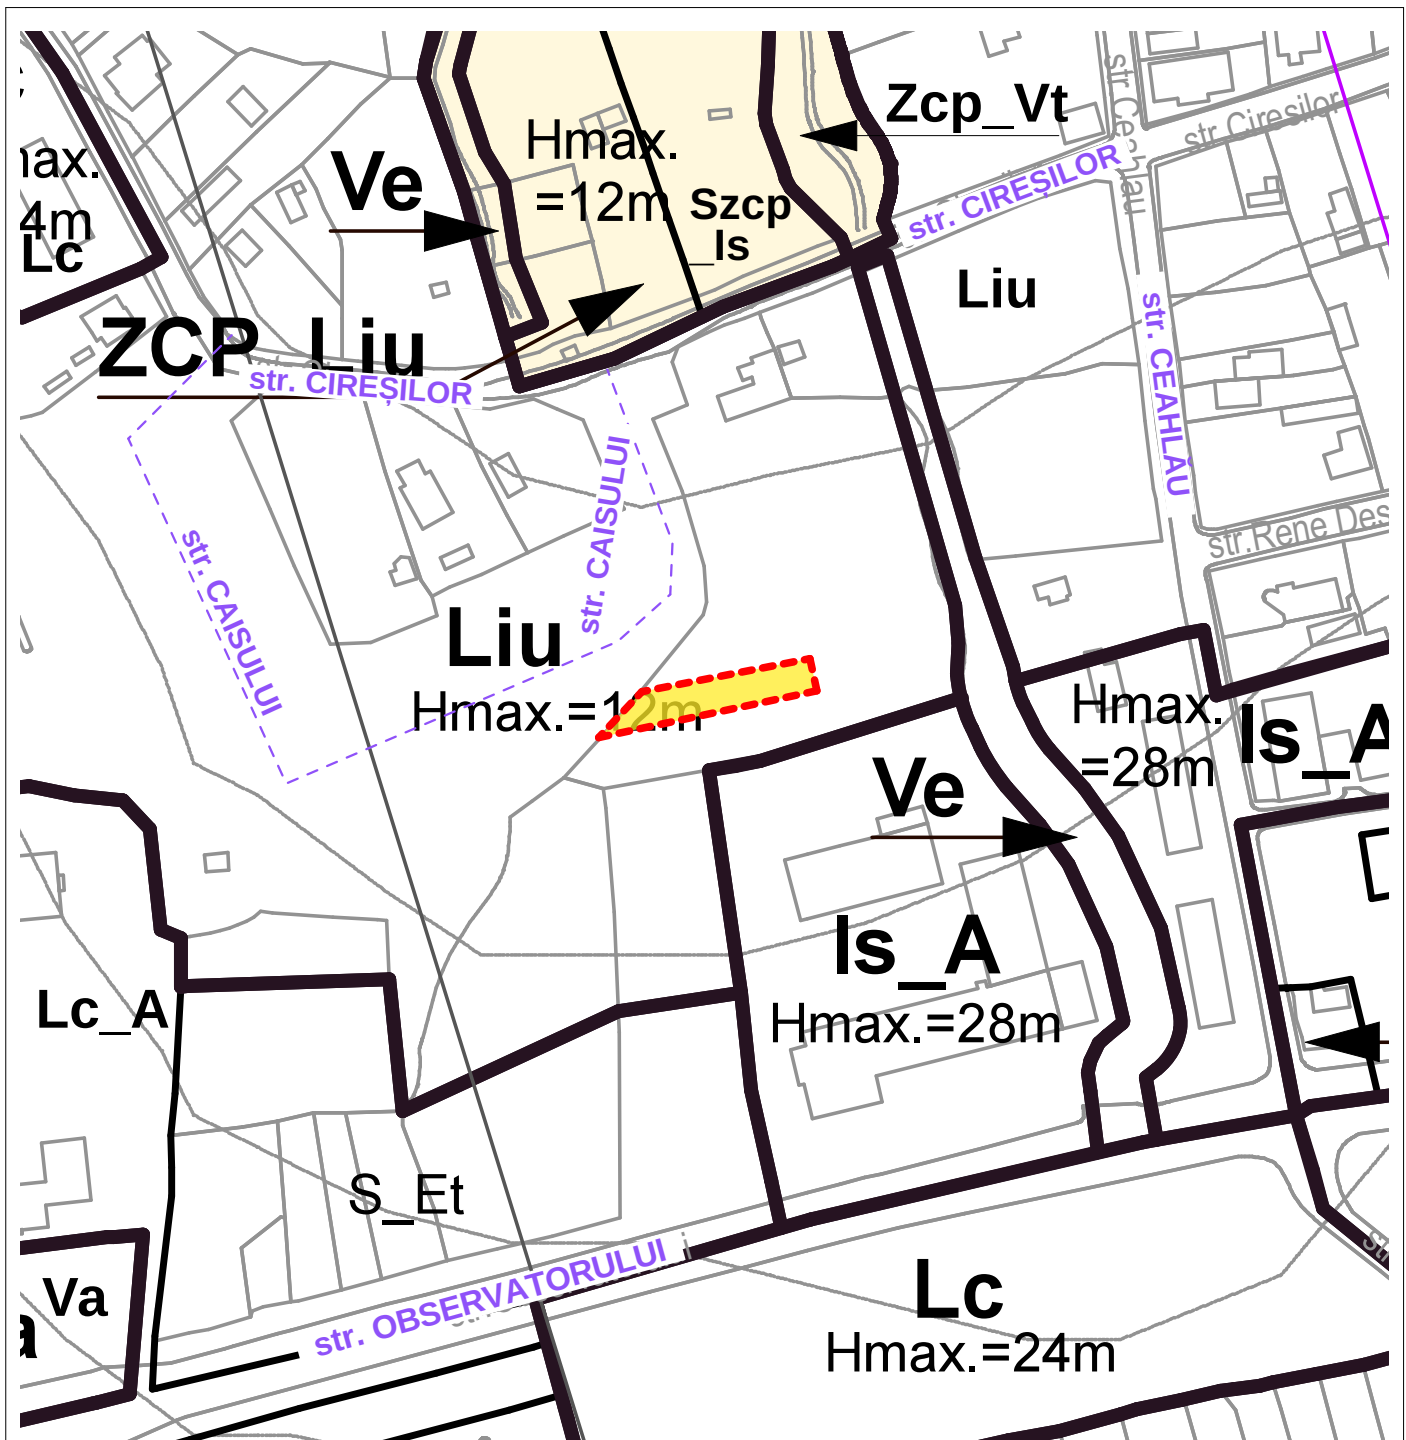 Zcp_Vt
str.Ceahlau
str.Ciresilor
Hmax.
=12m
Ve
4m
Lc
Szcp
_Is
str. CIREȘILOR
Liu
ZCP_Liu
str. CIREȘILOR
str. CEAHLĂU
str. CAISULUI
str. CAISULUI
str.Rene Des
Liu
Hmax.=12m
Hmax.
=28m
Is_A
Ve
Is_A
Hmax.=28m
Lc_A
S_Et
str. OBSERVATORULUI
Va
Lc
Hmax.=24m